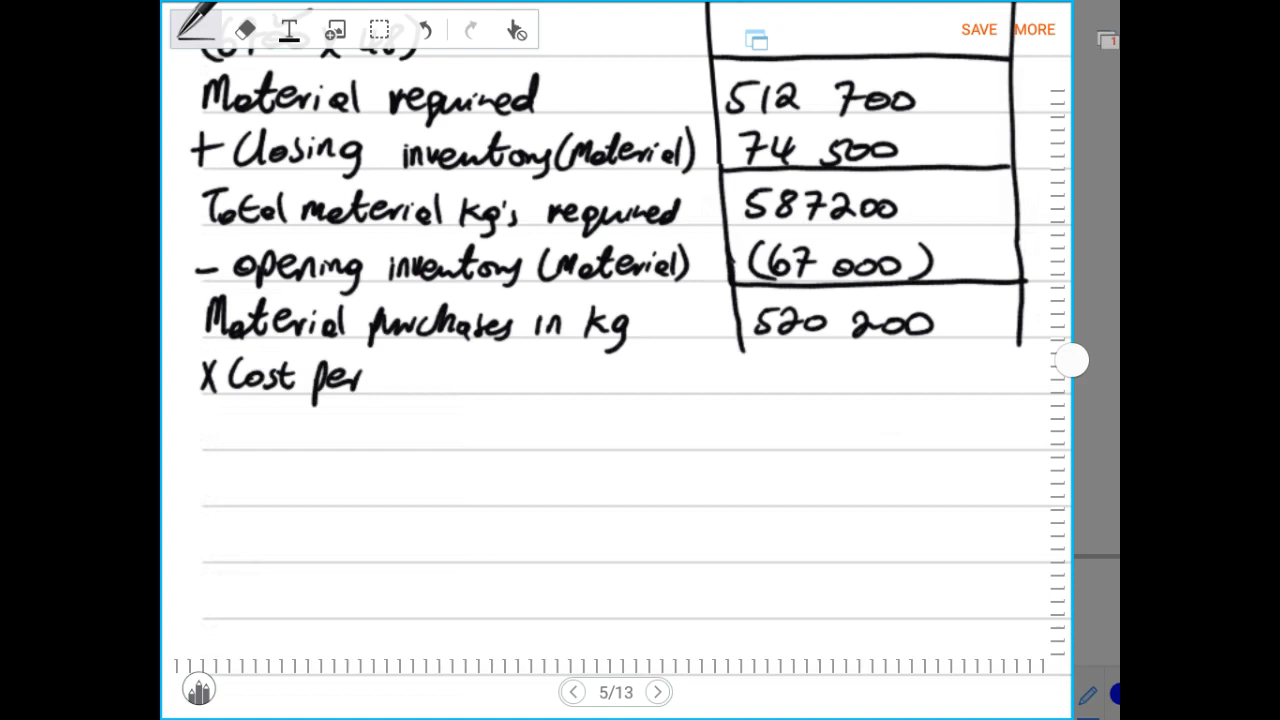 SAVE MORE
Material required 512 700
+ Closing inventory (Material) 74 500
Total material kg's required 587200
- opening inventory (Material) (67 000)
Material purchases in kg 520 200
x Cost per
5/13